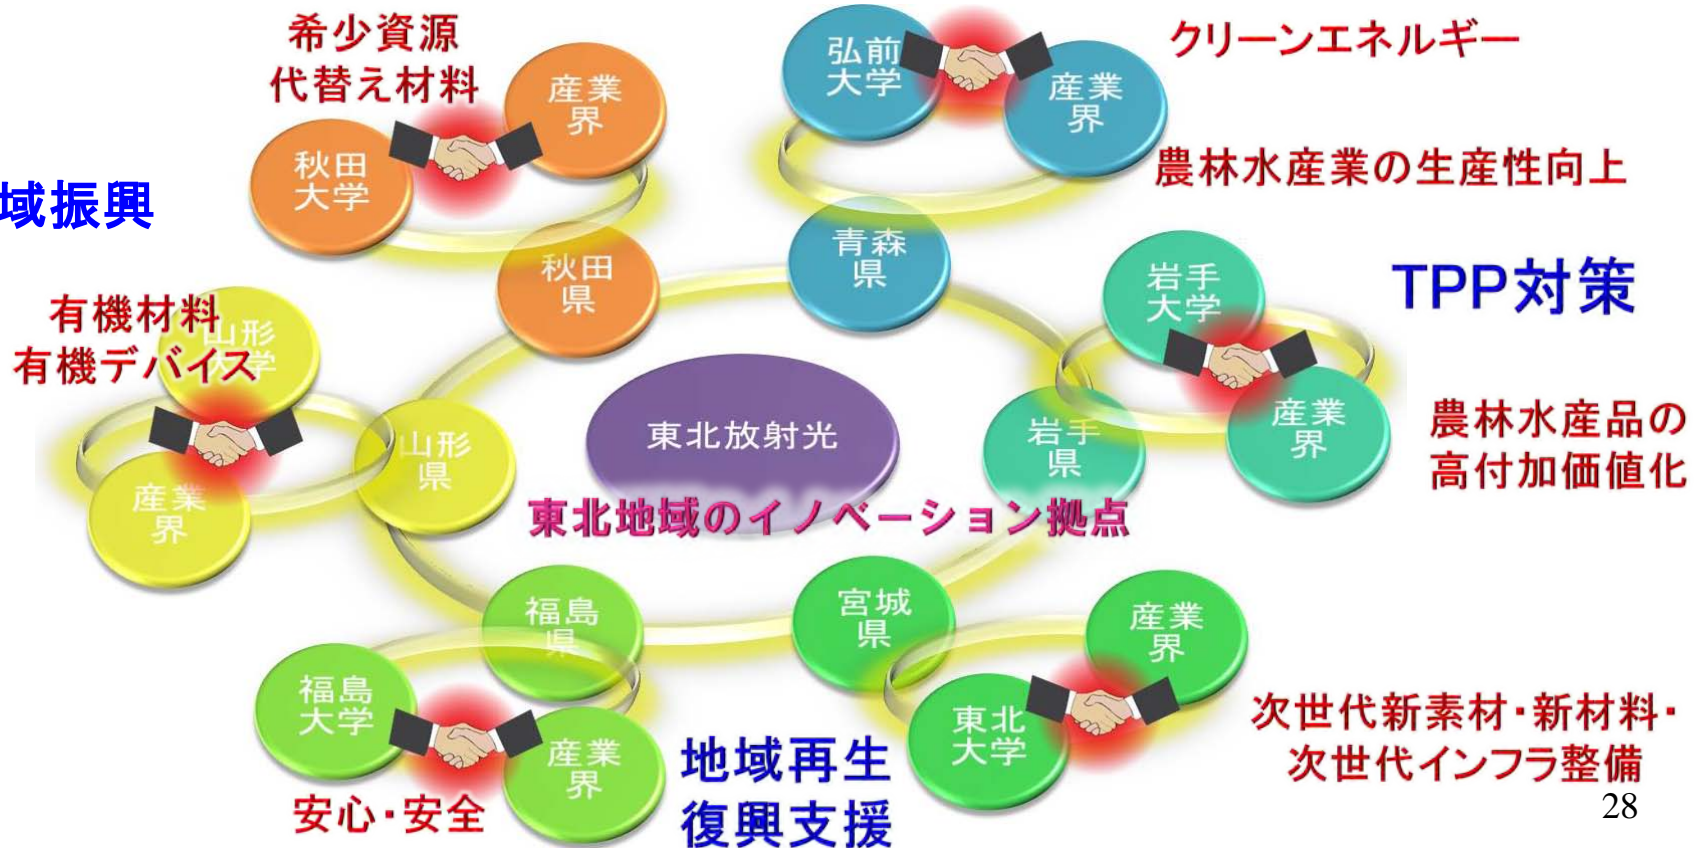 希少資源
代替え材料
産業
界
秋田
大学
秋田
県
弘前
大学
産業
界
クリーンエネルギー
農林水産業の生産性向上
青森
県
域振興
有機材料
有機デバイス
山形
大学
産業
界
山形
県
東北放射光
東北地域のイノベーション拠点
岩手
大学
産業
界
岩手
県
TPP対策
農林水産品の
高付加価値化
福島
県
福島
大学
産業
界
安心・安全
地域再生
復興支援
宮城
県
産業
界
東北
大学
次世代新素材・新材料・
次世代インフラ整備
28